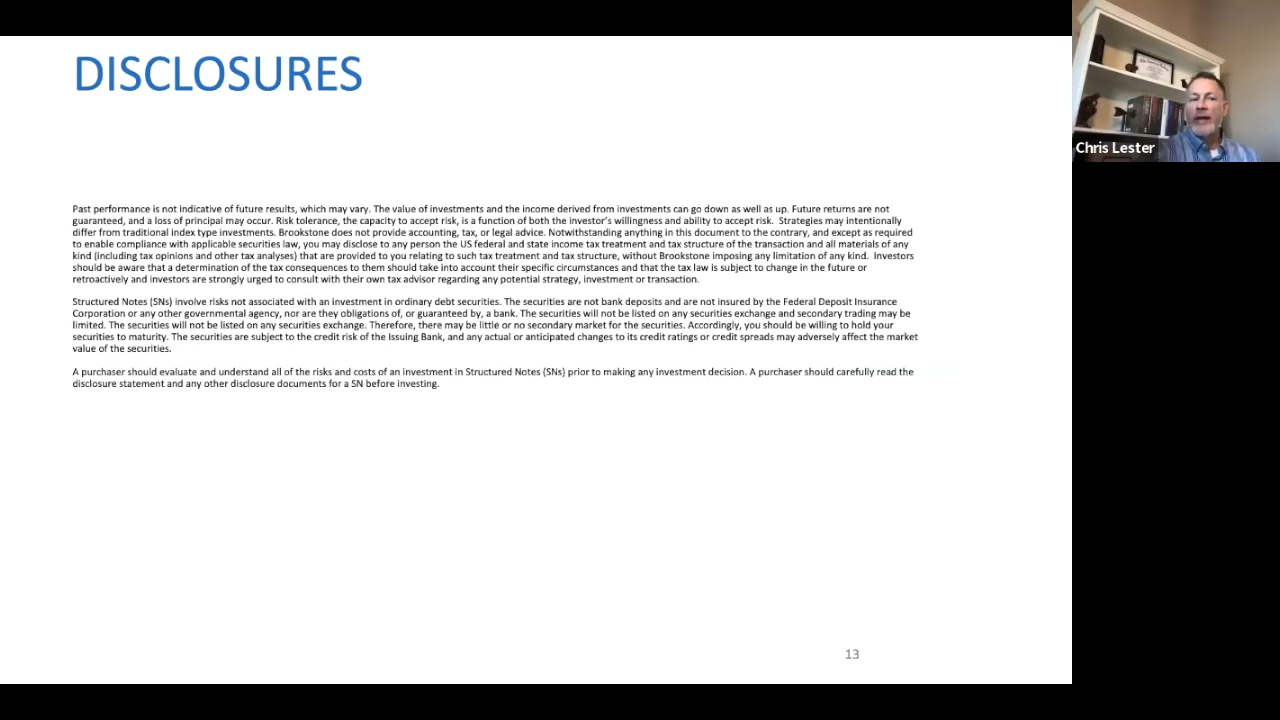 DISCLOSURES
Past performance is not indicative of future results, which may vary. The value of investments and the income derived from investments can go down as well as up. Future returns are not
guaranteed, and a loss of principal may occur. Risk tolerance, the capacity to accept risk, is a function of both the investor's willingness and ability to accept risk. Strategies may intentionally
differ from traditional index type investments. Brookstone does not provide accounting, tax, or legal advice. Notwithstanding anything in this document to the contrary, and except as required
to enable compliance with applicable securities law, you may disclose to any person the US federal and state income tax treatment and tax structure of the transaction and all materials of any
kind (including tax opinions and other tax analyses) that are provided to you relating to such tax treatment and tax structure, without Brookstone imposing any limitation of any kind. Investors
should be aware that a determination of the tax consequences to them should take into account their specific circumstances and that the tax law is subject to change in the future or
retroactively and investors are strongly urged to consult with their own tax advisor regarding any potential strategy, investment or transaction.
Structured Notes (SNs) involve risks not associated with an investment in ordinary debt securities. The securities are not bank deposits and are not insured by the Federal Deposit Insurance
Corporation or any other governmental agency, nor are they obligations of, or guaranteed by, a bank. The securities will not be listed on any securities exchange and secondary trading may be
limited. The securities will not be listed on any securities exchange. Therefore, there may be little or no secondary market for the securities. Accordingly, you should be willing to hold your
securities to maturity. The securities are subject to the credit risk of the Issuing Bank, and any actual or anticipated changes to its credit ratings or credit spreads may adversely affect the market
value of the securities.
A purchaser should evaluate and understand all of the risks and costs of an investment in Structured Notes (SNs) prior to making any investment decision. A purchaser should carefully read the
disclosure statement and any other disclosure documents for a SN before investing.
13
Chris Lester